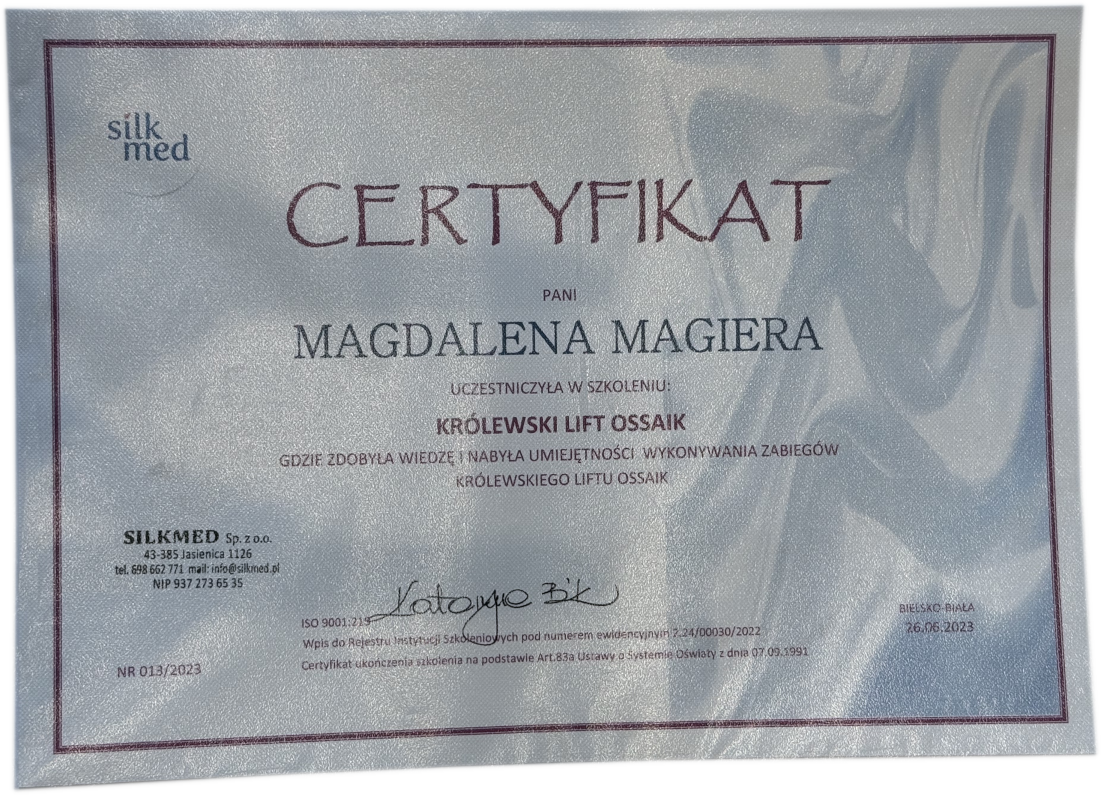 silk
med
CERTYFIKAT
PANI
MAGDALENA MAGIERA
UCZESTNICZYŁA W SZKOLENIU:
KRÓLEWSKI LIFT OSSAIK
GDZIE ZDOBYŁA WIEDZĘ I NABYŁA UMIEJĘTNOŚCI WYKONYWANIA ZABIEGÓW
KRÓLEWSKIEGO LIFTU OSSAIK
SILKMED Sp. z o.o.
43-385 Jasienica 1126
tel. 698 662 771 mail: info@silkmed.pl
NIP 937 273 65 35
Katarzyna Bik
ISO 9001:215
Wpis do Rejestru Instytucji Szkoleniowych pod numerem ewidencyjnym 2.24/00030/2022
Certyfikat ukończenia szkolenia na podstawie Art.83a Ustawy o Systemie Oświaty z dnia 07.09.1991
NR 013/2023
BIELSKO-BIAŁA
26.06.2023